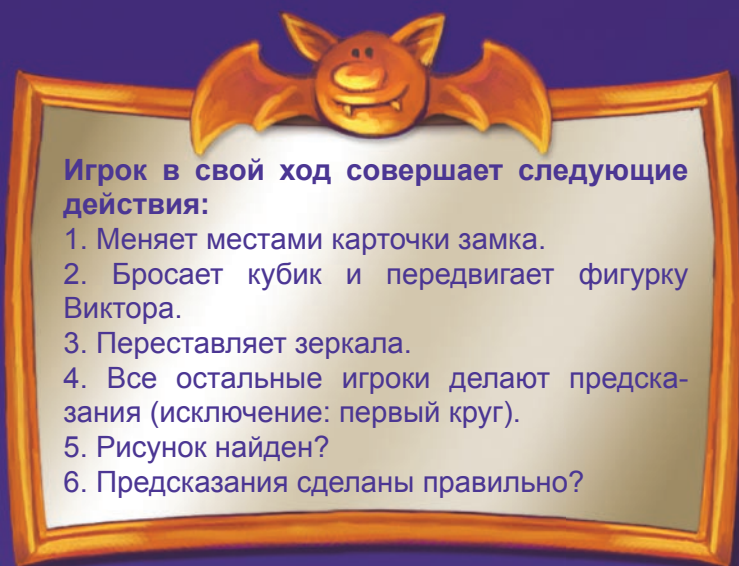 Игрок в свой ход совершает следующие
действия:
1. Меняет местами карточки замка.
2. Бросает кубик и передвигает фигурку
Виктора.
3. Переставляет зеркала.
4. Все остальные игроки делают предска-
зания (исключение: первый круг).
5. Рисунок найден?
6. Предсказания сделаны правильно?